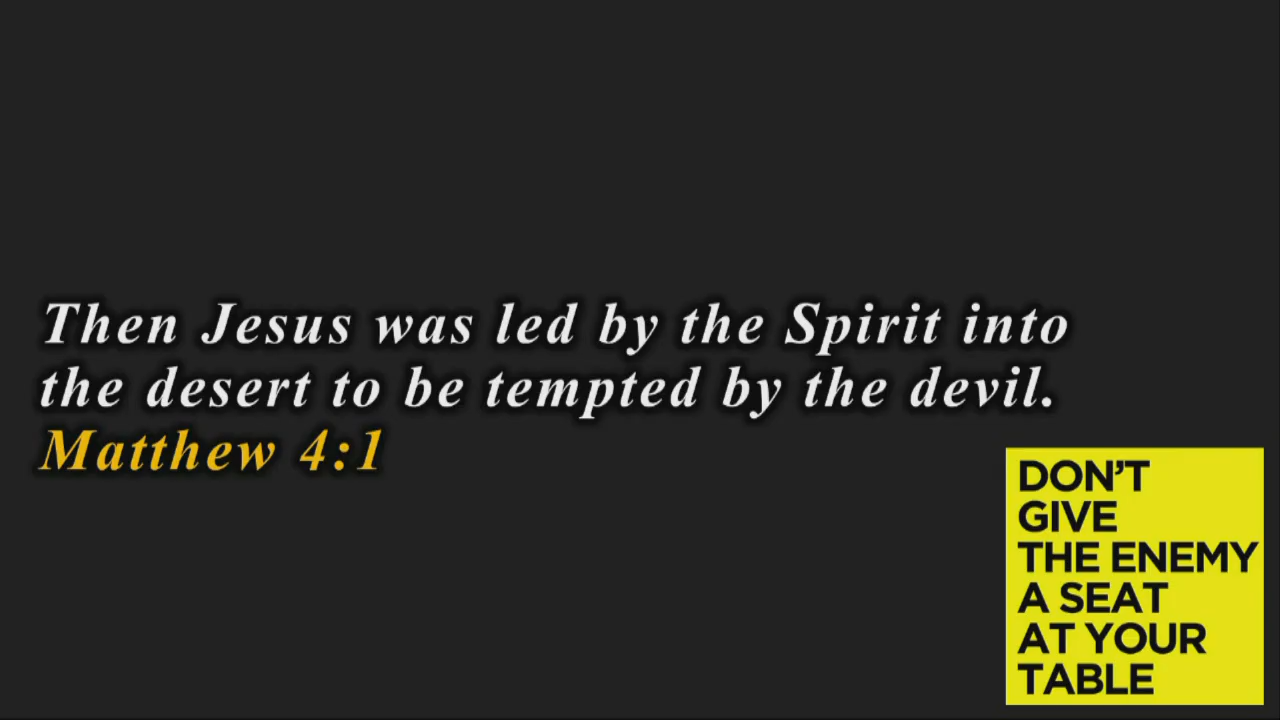 Then Jesus was led by the Spirit into
the desert to be tempted by the devil.
Matthew 4:1
DON'T
GIVE
THE ENEMY
A SEAT
AT YOUR
TABLE